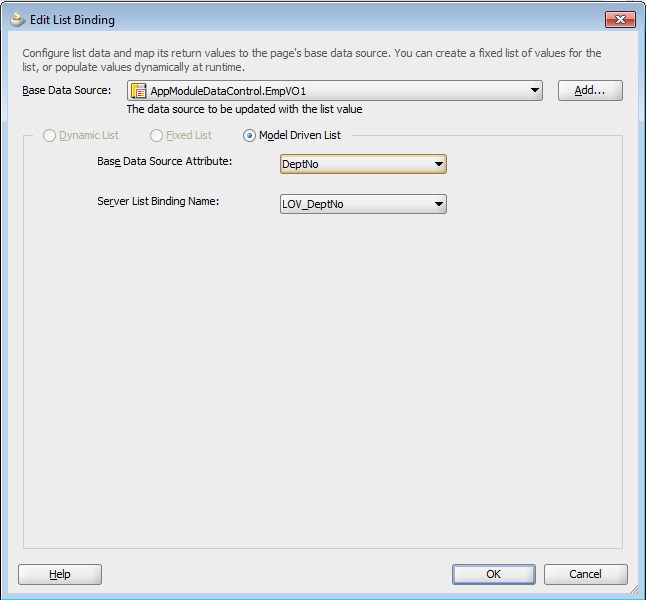 Edit List Binding
Configure list data and map its return values to the page's base data source. You can create a fixed list of values for the
list, or populate values dynamically at runtime.
Base Data Source: AppModuleDataControl.EmpVO1 Add...
The data source to be updated with the list value
Dynamic List Fixed List Model Driven List
Base Data Source Attribute: DeptNo
Server List Binding Name: LOV_DeptNo
Help OK Cancel